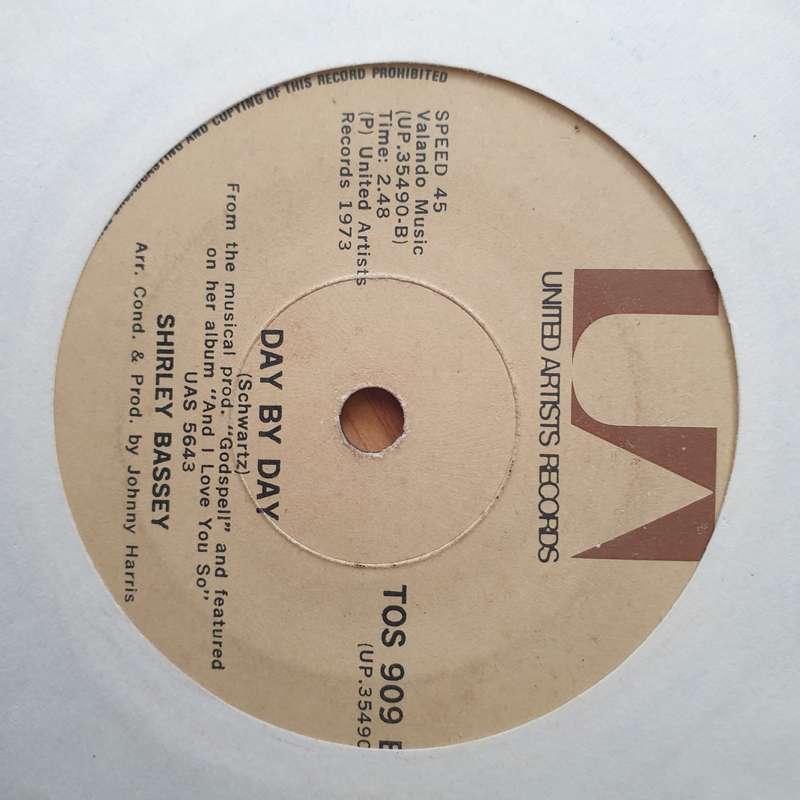 UNITED ARTISTS RECORDS
SPEED 45
Valando Music
(UP.35490-B)
Time: 2.48
(P) United Artists
Records 1973
TOS 909
(UP.35490
DAY BY DAY
(Schwartz)
From the musical prod. "Godspell" and featured
on her album "And I Love You So"
UAS 5643
SHIRLEY BASSEY
Arr. Cond. & Prod. by Johnny Harris
AND COPYING OF THIS RECORD PROHIBITED